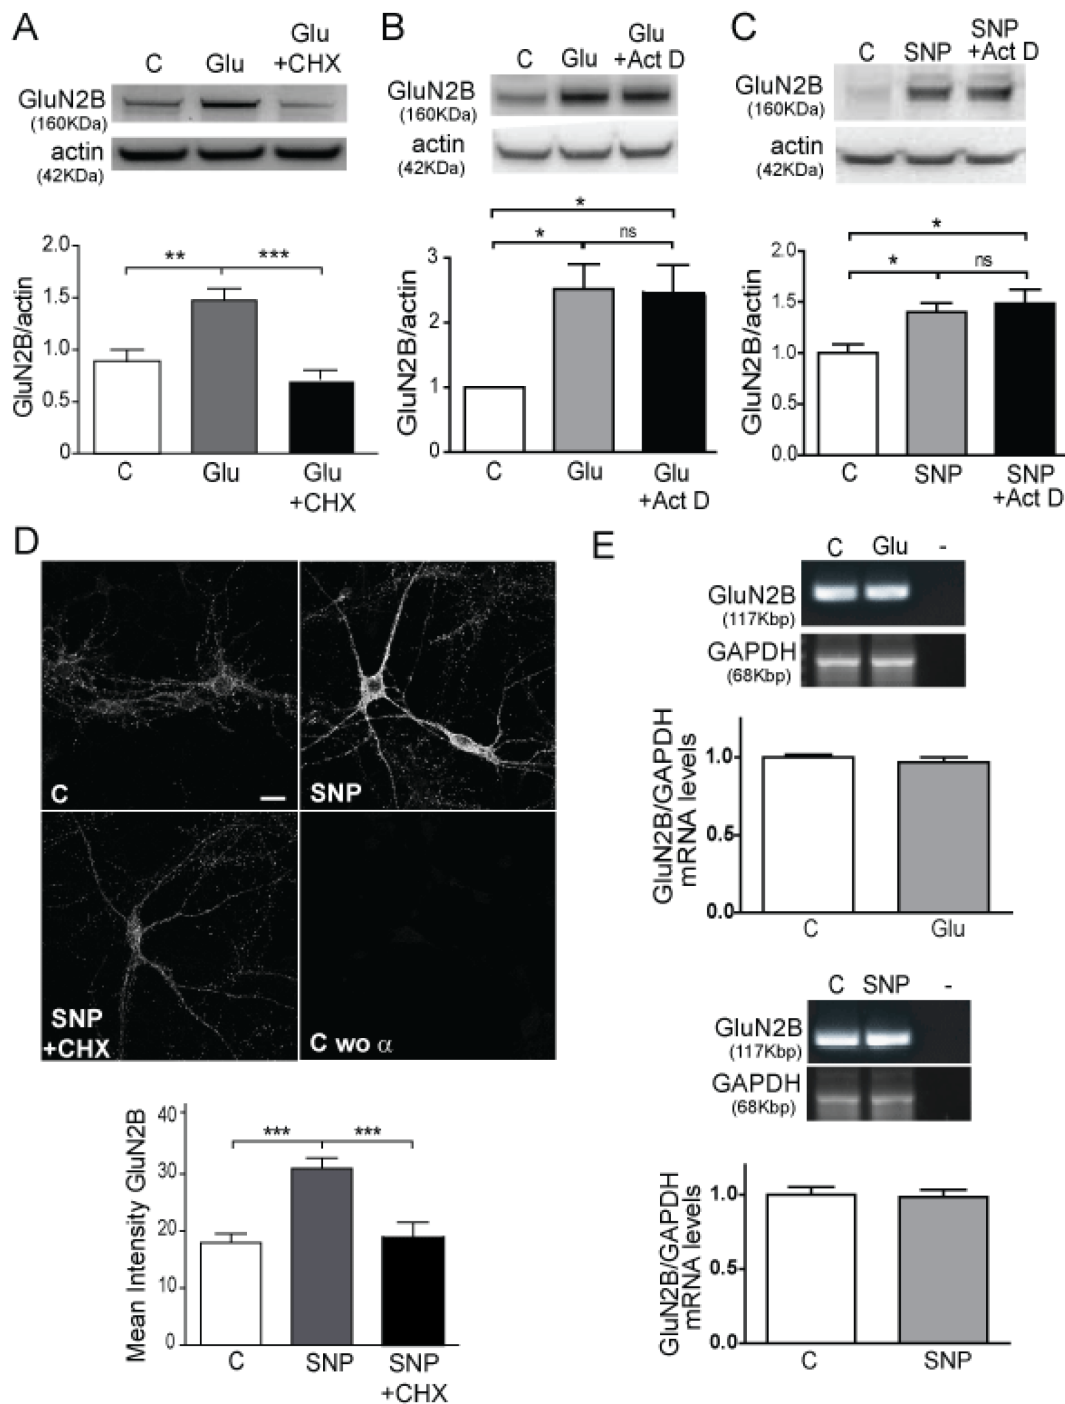 A
C Glu Glu +CHX
GluN2B (160KDa)
actin (42KDa)
** ***
GluN2B/actin
2.0
1.5
1.0
0.5
0
C Glu Glu +CHX
B
C Glu Glu +Act D
GluN2B (160KDa)
actin (42KDa)
*
* ns
GluN2B/actin
3
2
1
0
C Glu Glu +Act D
C
C SNP SNP +Act D
GluN2B (160KDa)
actin (42KDa)
*
* ns
GluN2B/actin
2.0
1.5
1.0
0.5
0.0
C SNP SNP +Act D
D
C
SNP
SNP +CHX
C wo α
*** ***
Mean Intensity GluN2B
40
30
20
10
0
C SNP SNP +CHX
E
C Glu -
GluN2B (117Kbp)
GAPDH (68Kbp)
GluN2B/GAPDH
mRNA levels
1.0
0.5
0.0
C Glu
C SNP -
GluN2B (117Kbp)
GAPDH (68Kbp)
GluN2B/GAPDH
mRNA levels
1.0
0.5
0.0
C SNP